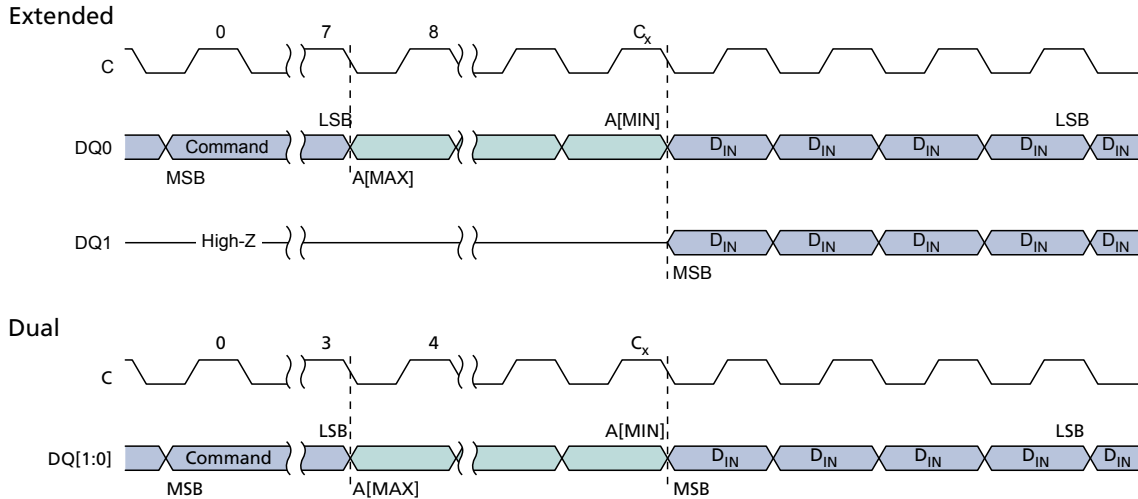 Extended
0 7 8 Cx
C
LSB A[MIN] LSB
DQ0 Command DIN DIN DIN DIN DIN
MSB A[MAX]
DQ1 High-Z DIN DIN DIN DIN DIN
MSB
Dual
0 3 4 Cx
C
LSB A[MIN] LSB
DQ[1:0] Command DIN DIN DIN DIN DIN
MSB A[MAX] MSB